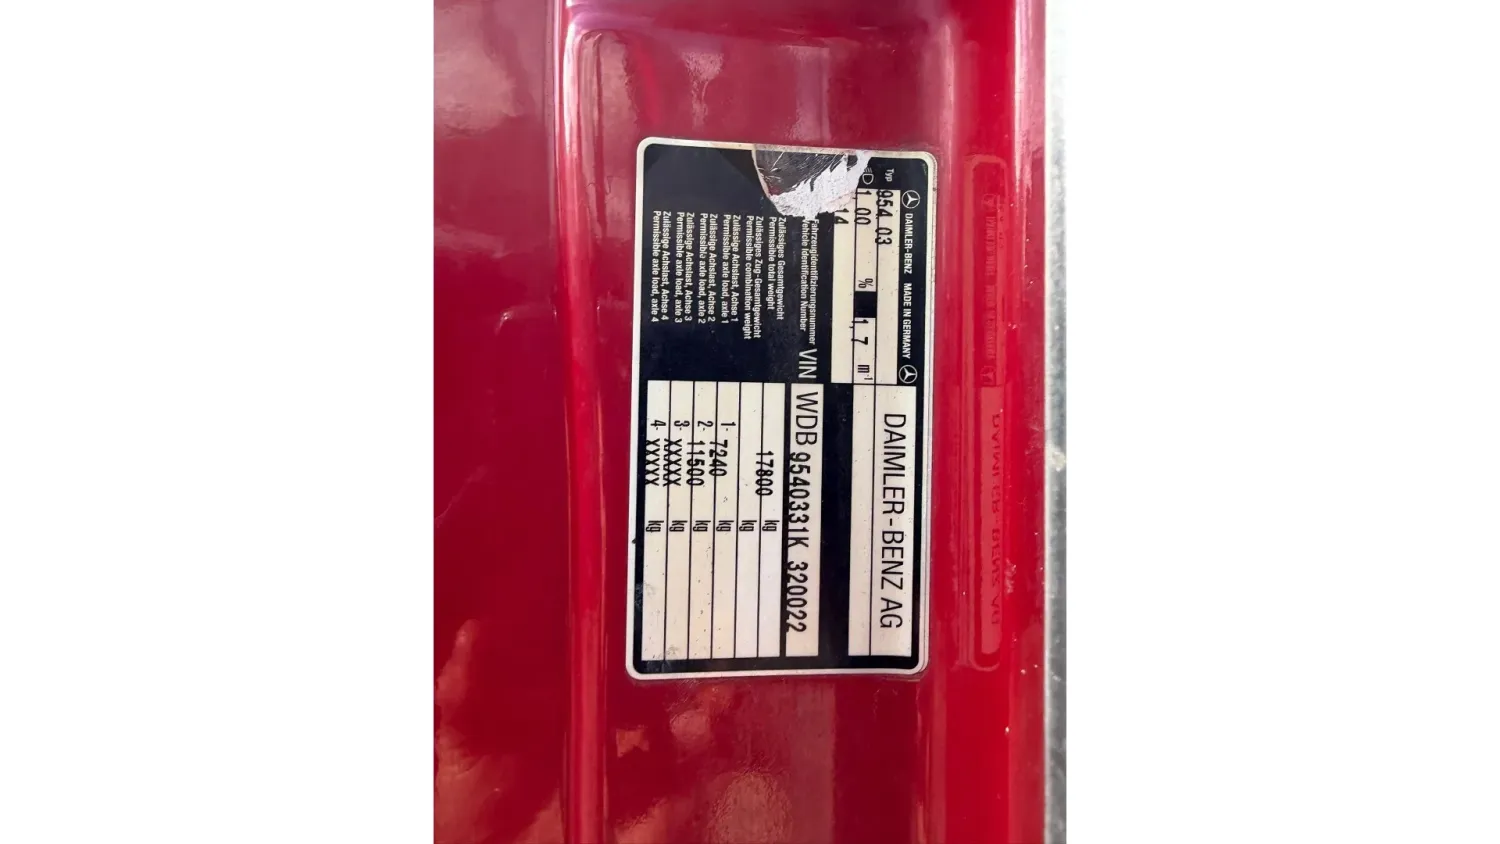 DAIMLER-BENZ MADE IN GERMANY
DAIMLER-BENZ AG
Typ 954.03
1,00 % 1,7 m⁻¹
14
Fahrzeugidentifizierungsnummer
Vehicle Identification Number
VIN WDB 9540331K 320022
Zulässiges Gesamtgewicht
Permissible total weight
17800 kg
Zulässiges Zug-Gesamtgewicht
Permissible combination weight
kg
Zulässige Achslast, Achse 1
Permissible axle load, axle 1
1- 7240 kg
Zulässige Achslast, Achse 2
Permissible axle load, axle 2
2- 11500 kg
Zulässige Achslast, Achse 3
Permissible axle load, axle 3
3- XXXXX kg
Zulässige Achslast, Achse 4
Permissible axle load, axle 4
4- XXXXX kg